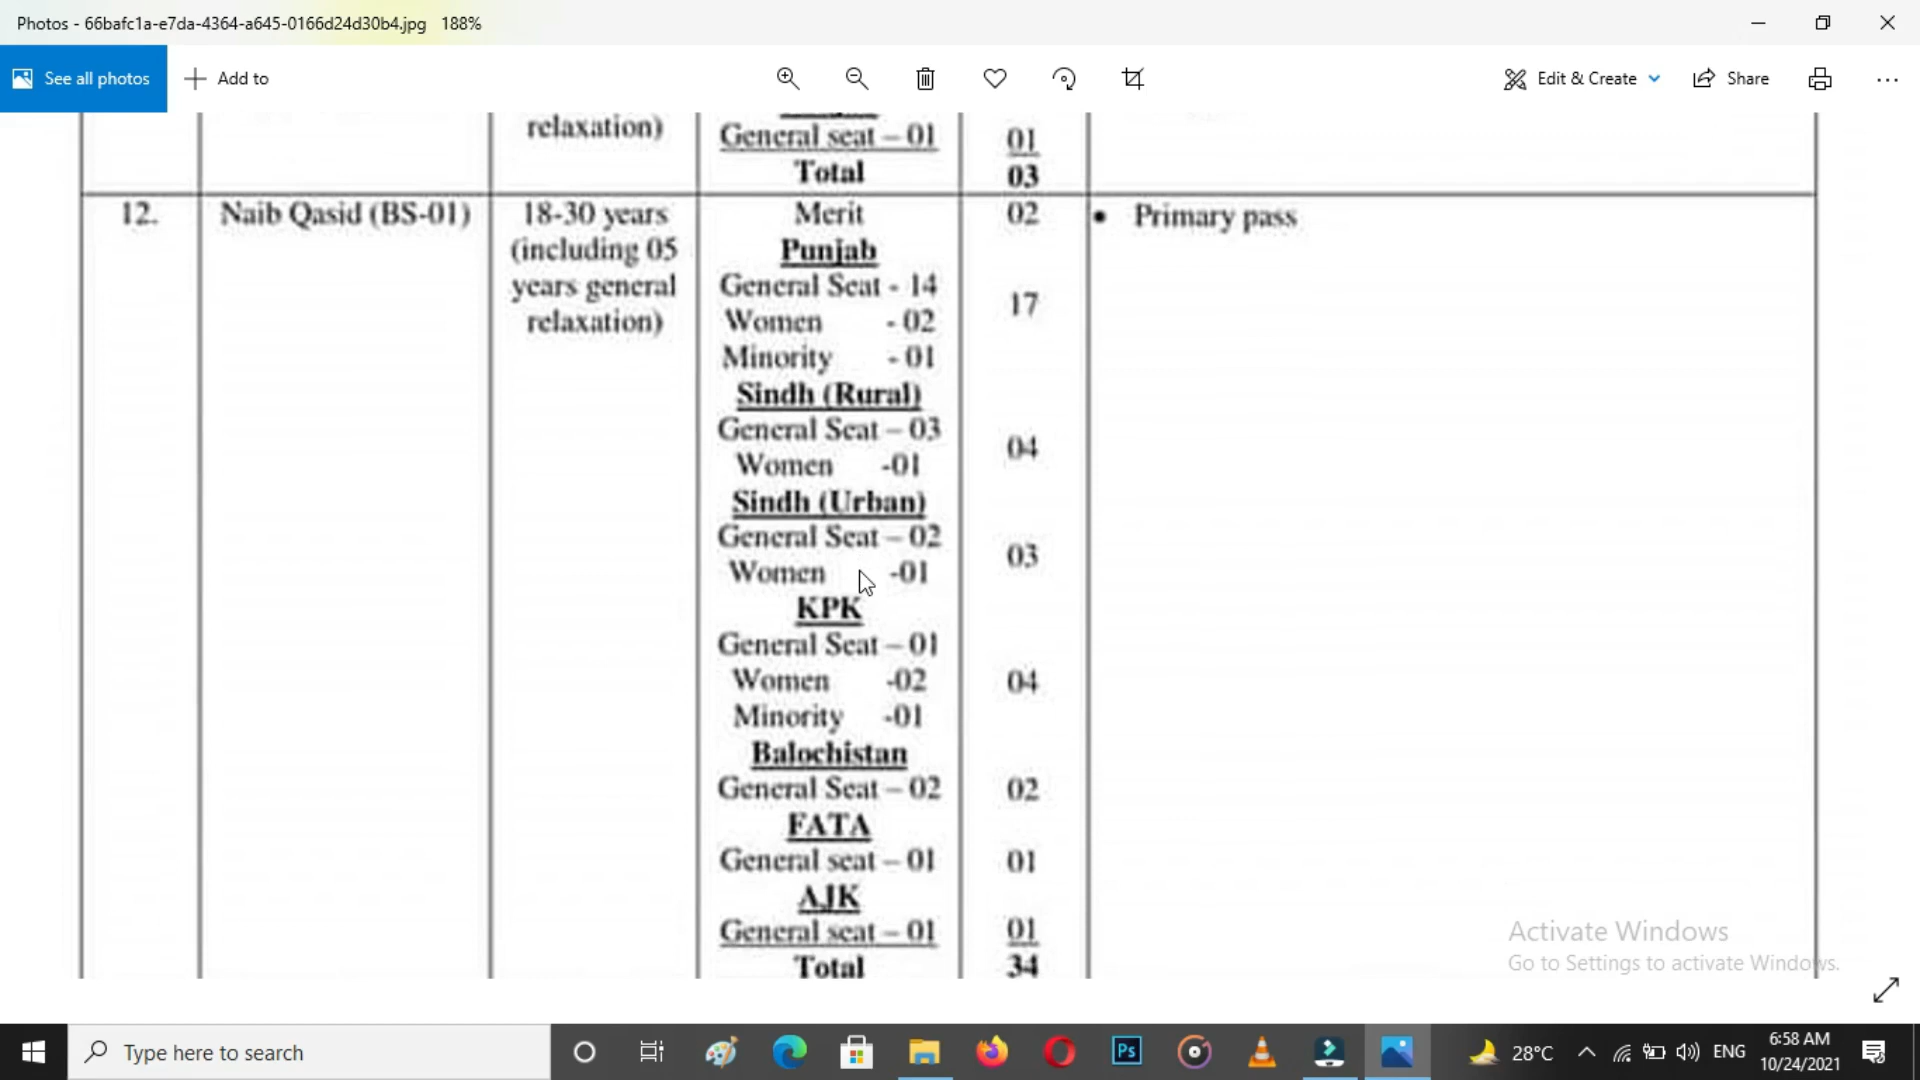 Photos - 66bafc1a-e7da-4364-a645-0166d24d30b4.jpg 188%
See all photos
Add to
Edit & Create
Share
relaxation)
General seat – 01 01
Total 03
12. Naib Qasid (BS-01) 18-30 years Merit 02 • Primary pass
(including 05 Punjab
years general General Seat - 14 17
relaxation) Women - 02
Minority - 01
Sindh (Rural)
General Seat – 03 04
Women -01
Sindh (Urban)
General Seat – 02 03
Women -01
KPK
General Seat – 01
Women -02 04
Minority -01
Balochistan
General Seat – 02 02
FATA
General seat – 01 01
AJK
General seat – 01 01
Total 34
Activate Windows
Go to Settings to activate Windows.
Type here to search
Ps
28°C
ENG
6:58 AM
10/24/2021